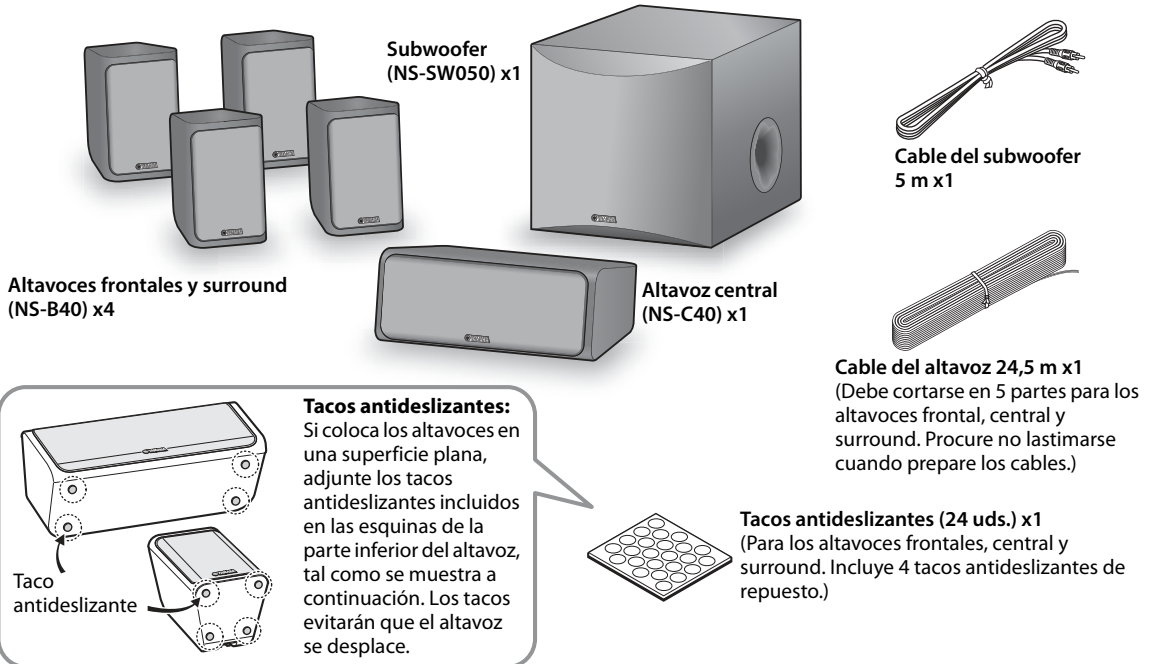 Subwoofer
(NS-SW050) x1
Cable del subwoofer
5 m x1
Altavoces frontales y surround
(NS-B40) x4
Altavoz central
(NS-C40) x1
Cable del altavoz 24,5 m x1
(Debe cortarse en 5 partes para los
altavoces frontal, central y
surround. Procure no lastimarse
cuando prepare los cables.)
Tacos antideslizantes:
Si coloca los altavoces en
una superficie plana,
adjunte los tacos
antideslizantes incluidos
en las esquinas de la
parte inferior del altavoz,
tal como se muestra a
continuación. Los tacos
evitarán que el altavoz
se desplace.
Taco
antideslizante
Tacos antideslizantes (24 uds.) x1
(Para los altavoces frontales, central y
surround. Incluye 4 tacos antideslizantes de
repuesto.)